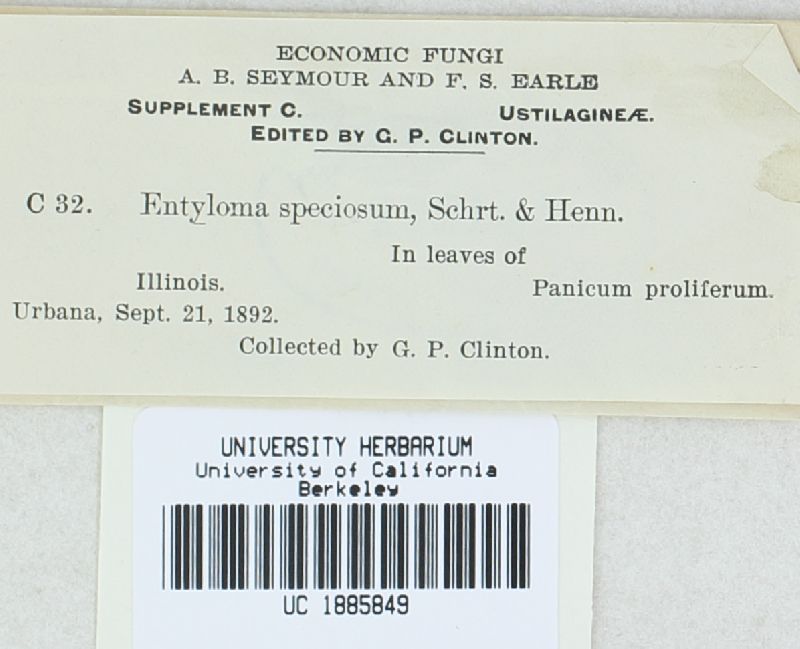 ECONOMIC FUNGI
A. B. SEYMOUR AND F. S. EARLE
SUPPLEMENT C. USTILAGINEÆ.
EDITED BY G. P. CLINTON.
C 32. Entyloma speciosum, Schrt. & Henn.
In leaves of
Illinois. Panicum proliferum.
Urbana, Sept. 21, 1892.
Collected by G. P. Clinton.
UNIVERSITY HERBARIUM
University of California
Berkeley
UC 1885849